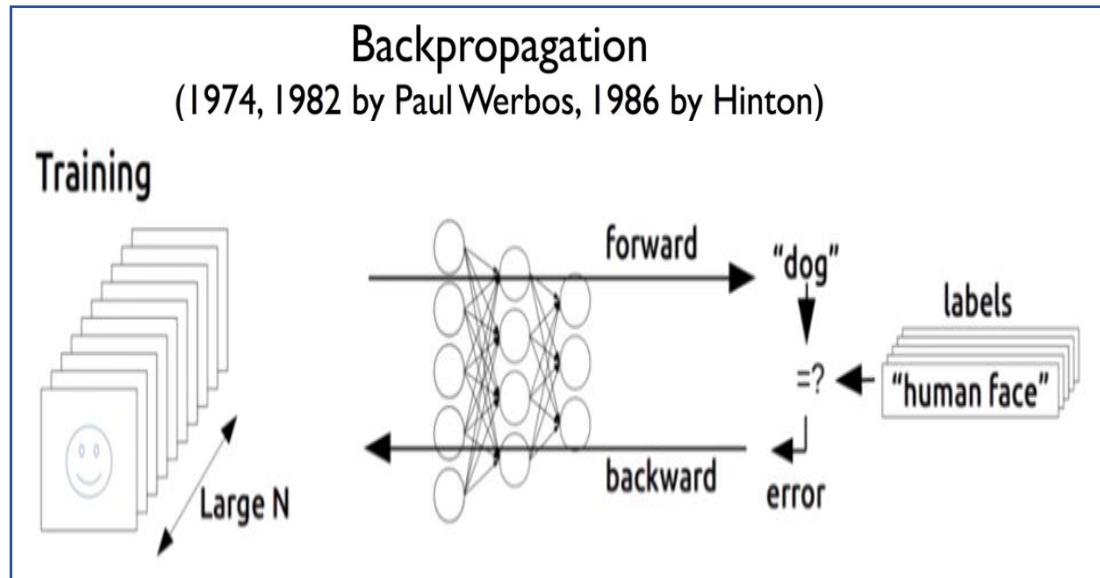 Backpropagation
(1974, 1982 by Paul Werbos, 1986 by Hinton)
Training
forward
"dog"
labels
=?
"human face"
backward
error
Large N